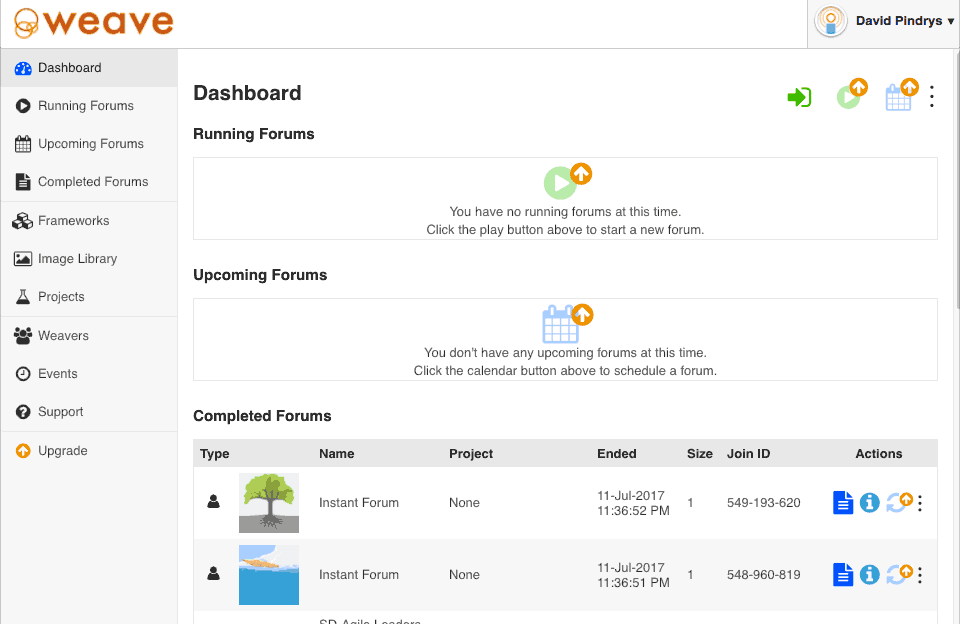 weave
David Pindrys ▾
Dashboard
Running Forums
Upcoming Forums
Completed Forums
Frameworks
Image Library
Projects
Weavers
Events
Support
Upgrade
Dashboard
Running Forums
You have no running forums at this time.
Click the play button above to start a new forum.
Upcoming Forums
You don't have any upcoming forums at this time.
Click the calendar button above to schedule a forum.
Completed Forums
Type Name Project Ended Size Join ID Actions
Instant Forum None 11-Jul-2017 11:36:52 PM 1 549-193-620
Instant Forum None 11-Jul-2017 11:36:51 PM 1 548-960-819
SD Agile Leaders